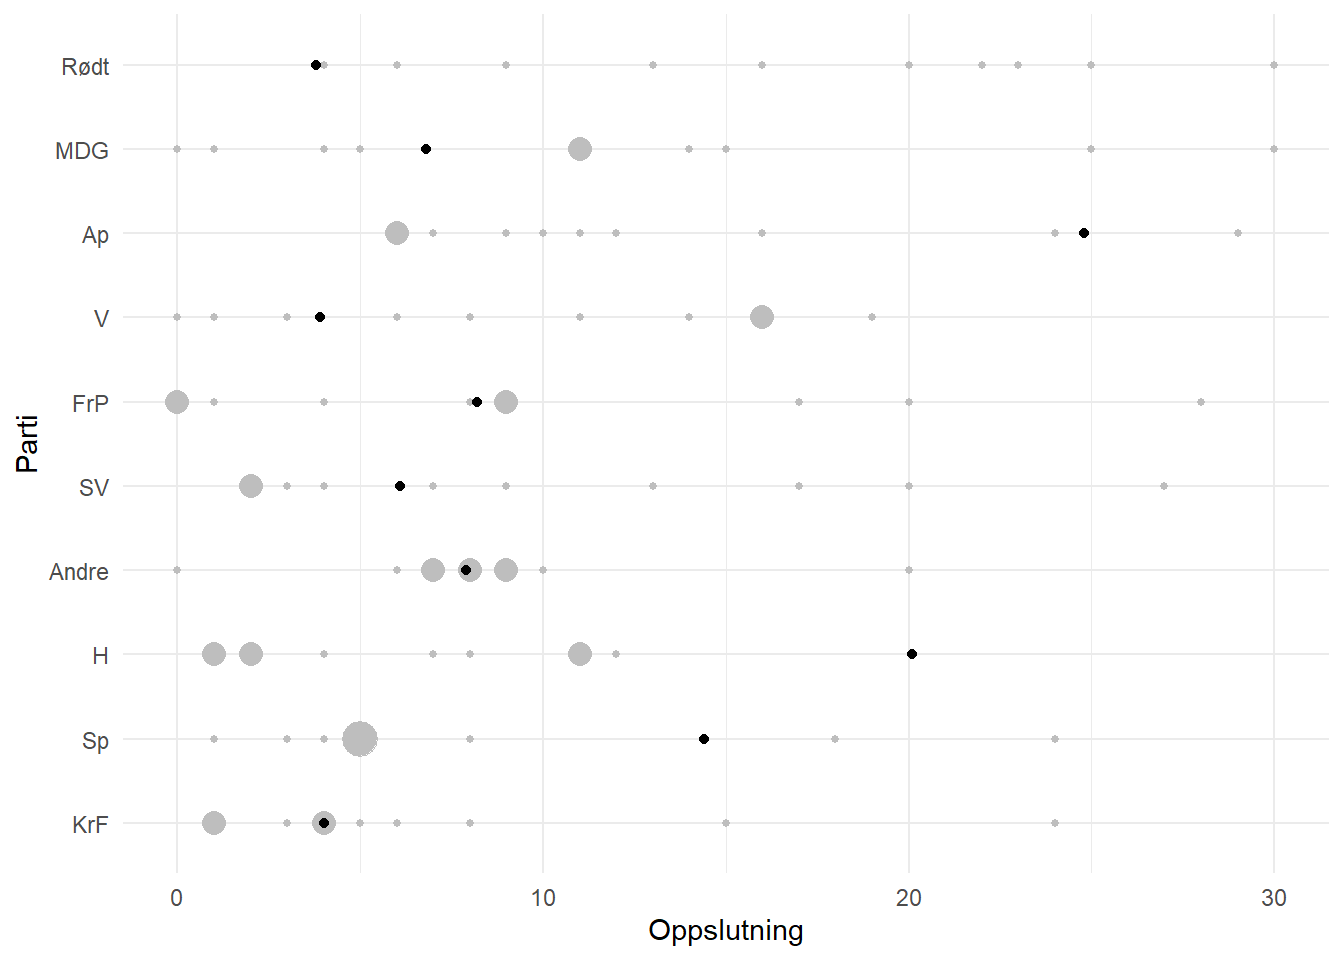 Rødt
MDG
Ap
V
FrP
SV
Andre
H
Sp
KrF
Parti
0 10 20 30
Oppslutning